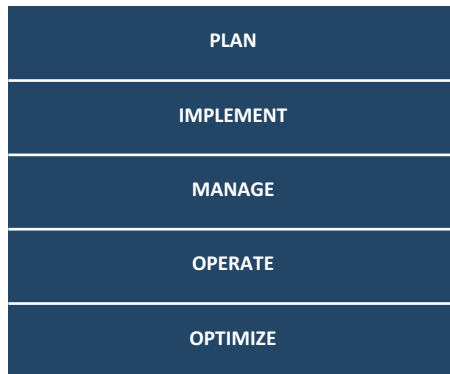 PLAN
IMPLEMENT
MANAGE
OPERATE
OPTIMIZE